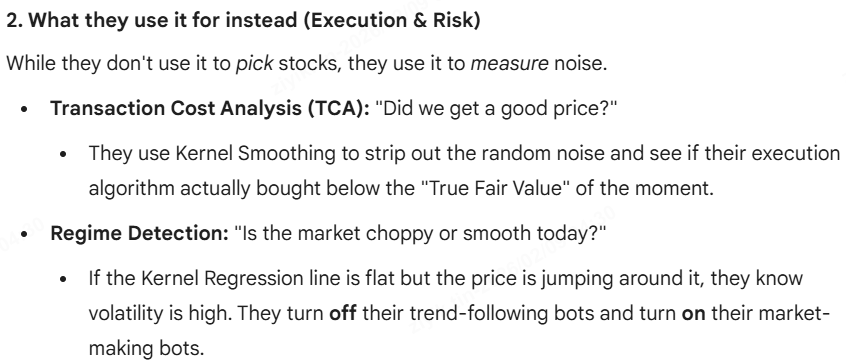 2. What they use it for instead (Execution & Risk)
While they don't use it to pick stocks, they use it to measure noise.
• Transaction Cost Analysis (TCA): "Did we get a good price?"
• They use Kernel Smoothing to strip out the random noise and see if their execution
algorithm actually bought below the "True Fair Value" of the moment.
• Regime Detection: "Is the market choppy or smooth today?"
• If the Kernel Regression line is flat but the price is jumping around it, they know
volatility is high. They turn off their trend-following bots and turn on their market-
making bots.